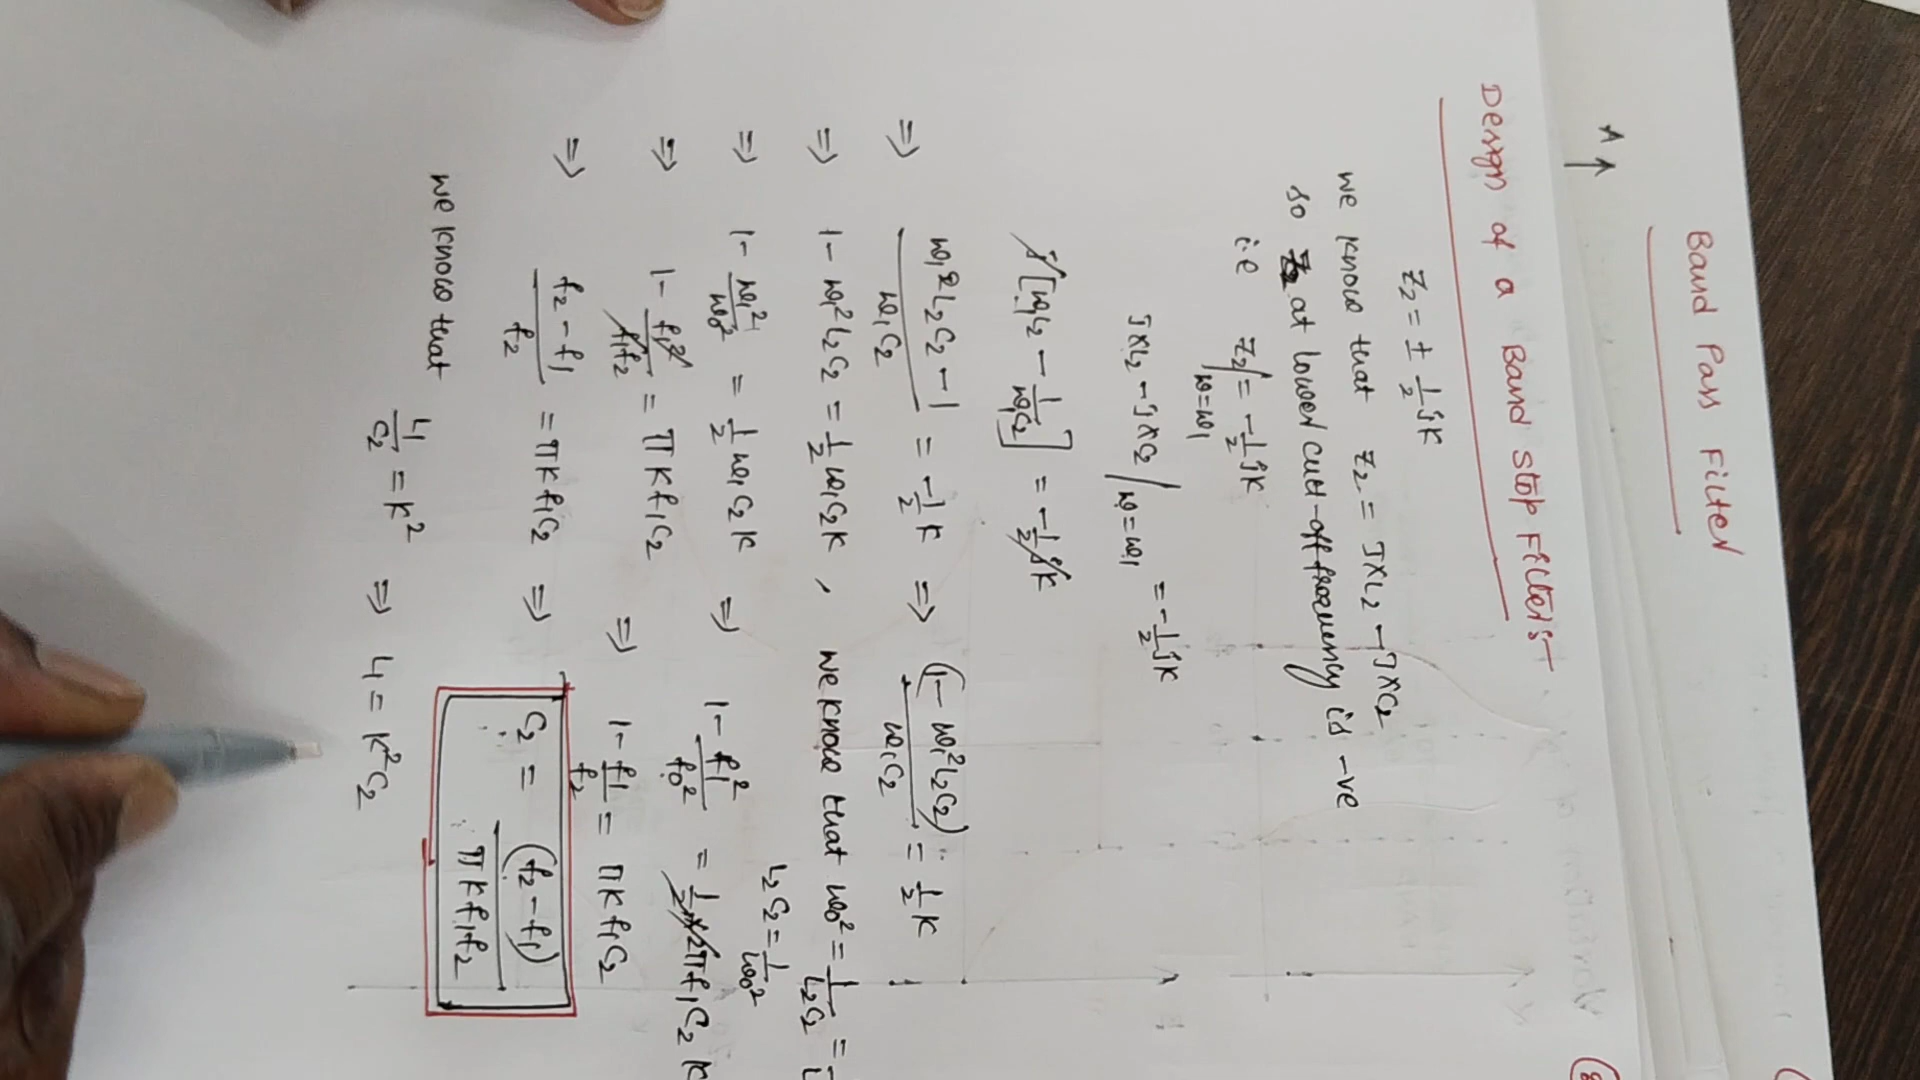 Band Pass Filter
A ↑
Design of a Band stop Filter:-
Z₂ = ± 1/2 JK
we know that Z₂ = JXL₂ - JXC₂
so at lower cutt-off frequency is -ve
i.e Z₂/ω=ω₁ = -1/2 JK
JXL₂ - JXC₂ / ω=ω₁ = -1/2 JK
j[ω₁L₂ - 1/ω₁C₂] = -1/2 jK
⇒ ω₁²L₂C₂ - 1/ω₁C₂ = -1/2 K ⇒ (1 - ω₁²L₂C₂)/ω₁C₂ = 1/2 K
⇒ 1 - ω₁²L₂C₂ = 1/2 ω₁C₂K , we know that ω₀² = 1/L₂C₂ =
L₂C₂ = 1/ω₀²
⇒ 1 - ω₁²/ω₀² = 1/2 ω₁C₂K ⇒ 1 - f₁²/f₀² = 1/2 × 2πf₁C₂K
⇒ 1 - f₁²/f₁f₂ = πKf₁C₂ ⇒ 1 - f₁/f₂ = πKf₁C₂
⇒ f₂ - f₁/f₂ = πKf₁C₂ ⇒ C₂ = (f₂ - f₁)/πKf₁f₂
we know that
L₁/C₂ = K² ⇒ L₁ = K²C₂